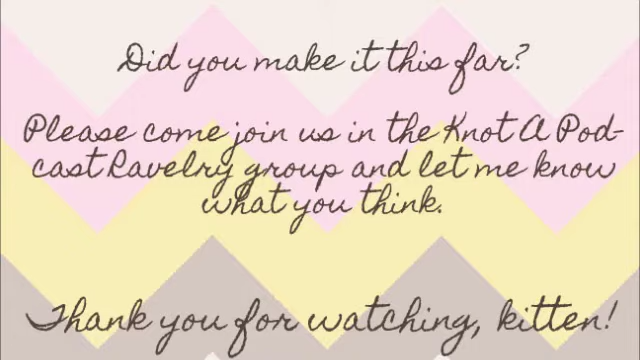 Did you make it this far?
Please come join us in the Knot A Pod-
cast Ravelry group and let me know
what you think.
Thank you for watching, kitten!